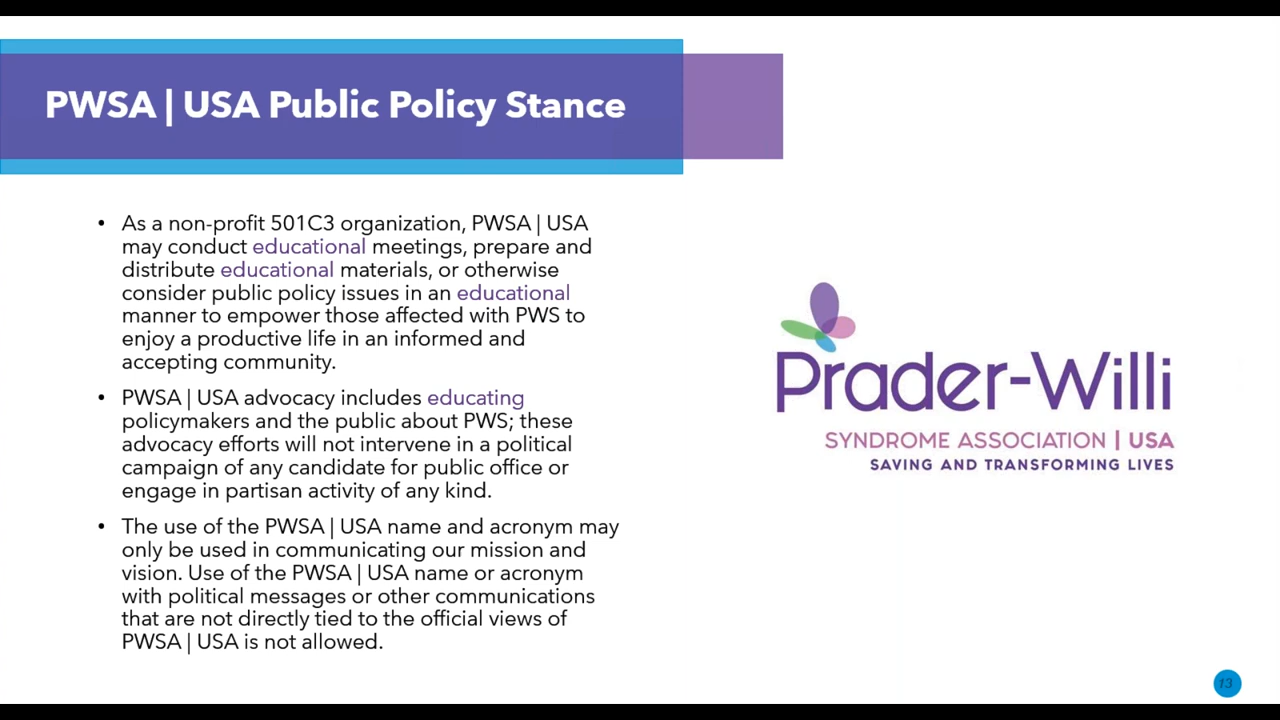 PWSA | USA Public Policy Stance
• As a non-profit 501C3 organization, PWSA | USA
may conduct educational meetings, prepare and
distribute educational materials, or otherwise
consider public policy issues in an educational
manner to empower those affected with PWS to
enjoy a productive life in an informed and
accepting community.
• PWSA | USA advocacy includes educating
policymakers and the public about PWS; these
advocacy efforts will not intervene in a political
campaign of any candidate for public office or
engage in partisan activity of any kind.
• The use of the PWSA | USA name and acronym may
only be used in communicating our mission and
vision. Use of the PWSA | USA name or acronym
with political messages or other communications
that are not directly tied to the official views of
PWSA | USA is not allowed.
Prader-Willi
SYNDROME ASSOCIATION | USA
SAVING AND TRANSFORMING LIVES
13